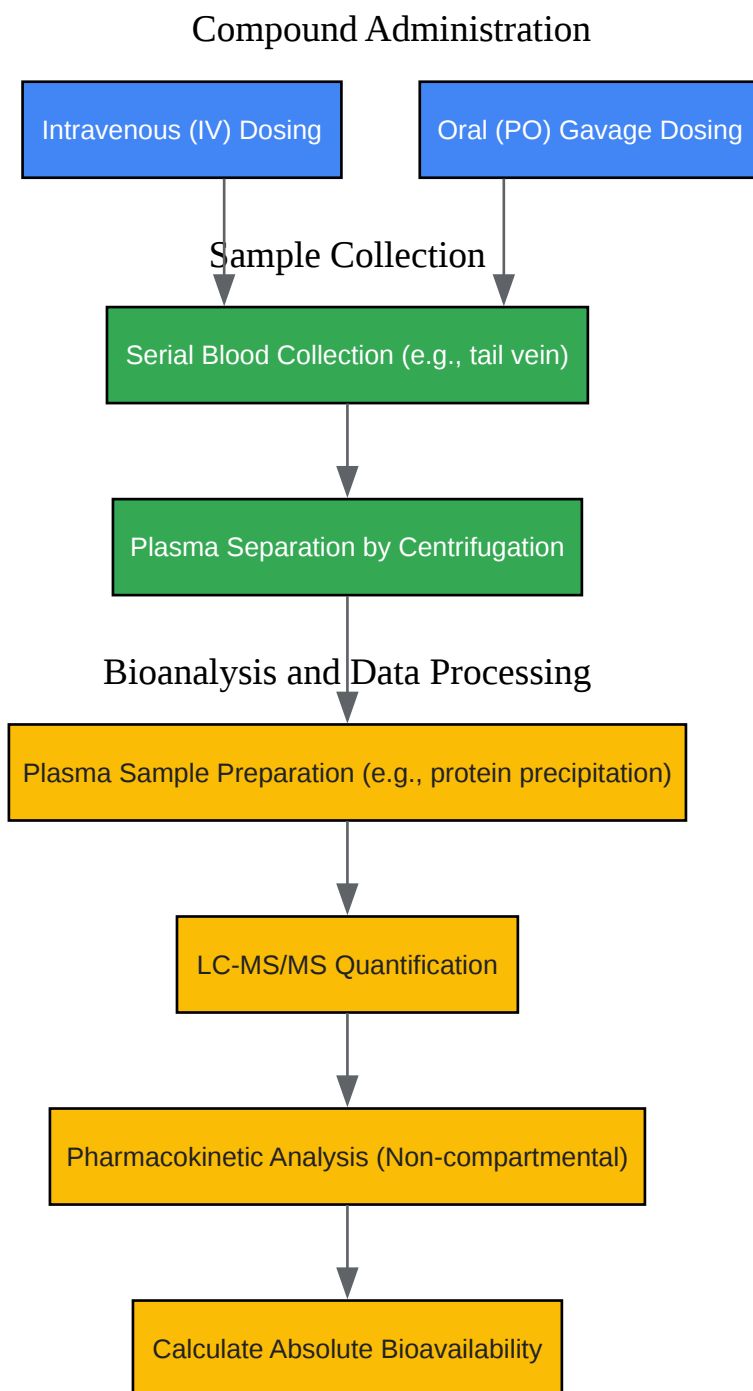 Compound Administration
Intravenous (IV) Dosing
Oral (PO) Gavage Dosing
Sample Collection
Serial Blood Collection (e.g., tail vein)
Plasma Separation by Centrifugation
Bioanalysis and Data Processing
Plasma Sample Preparation (e.g., protein precipitation)
LC-MS/MS Quantification
Pharmacokinetic Analysis (Non-compartmental)
Calculate Absolute Bioavailability